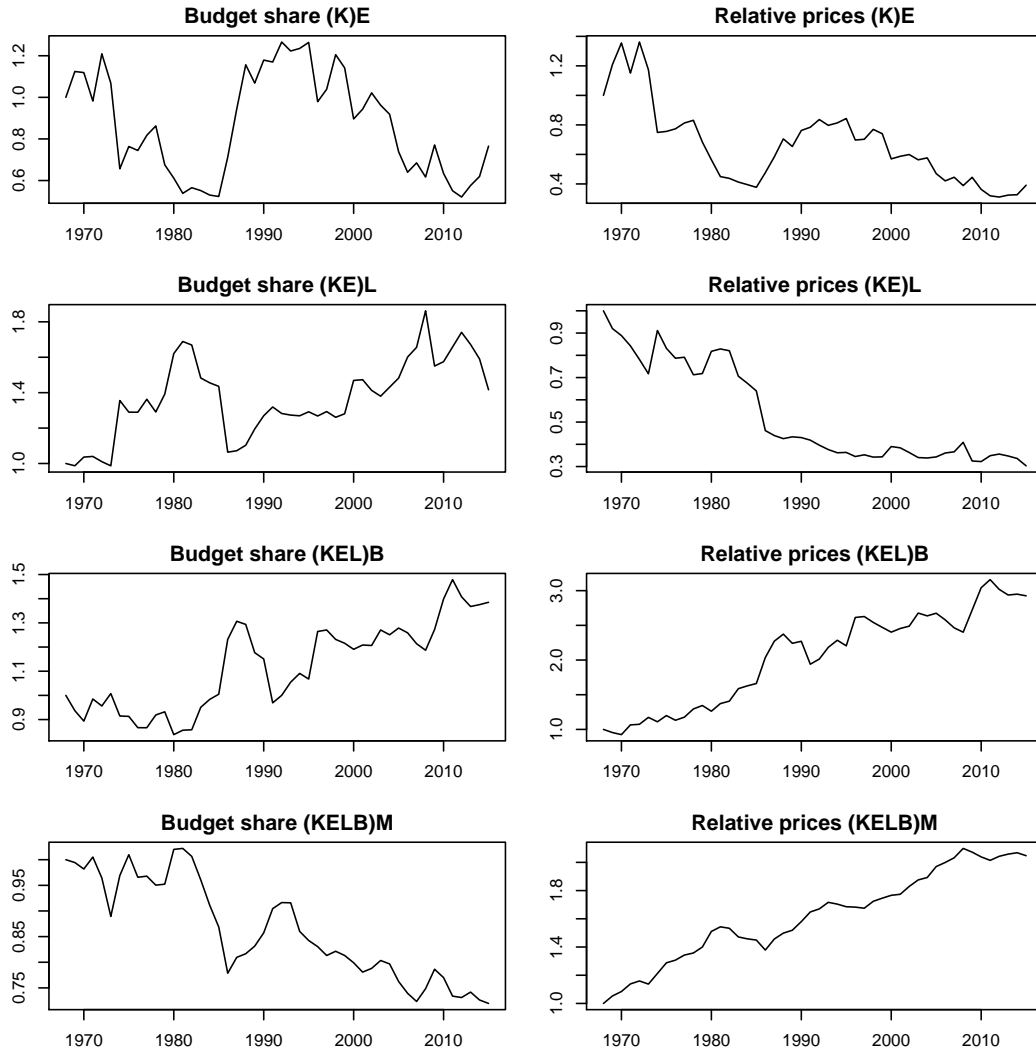 Budget share (K)E
Relative prices (K)E
1.2
1.0
0.8
0.6
1970 1980 1990 2000 2010
1.2
0.8
0.4
1970 1980 1990 2000 2010
Budget share (KE)L
Relative prices (KE)L
1.8
1.4
1.0
1970 1980 1990 2000 2010
0.9
0.7
0.5
0.3
1970 1980 1990 2000 2010
Budget share (KEL)B
Relative prices (KEL)B
1.5
1.3
1.1
0.9
1970 1980 1990 2000 2010
3.0
2.0
1.0
1970 1980 1990 2000 2010
Budget share (KELB)M
Relative prices (KELB)M
0.95
0.85
0.75
1970 1980 1990 2000 2010
1.8
1.4
1.0
1970 1980 1990 2000 2010